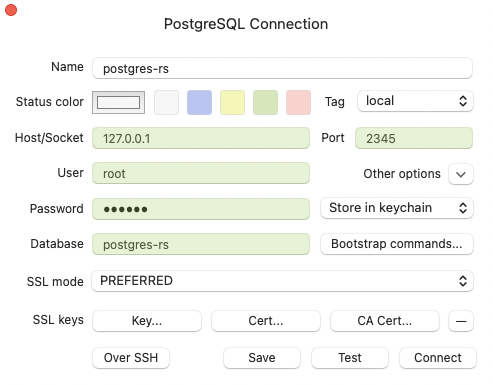 PostgreSQL Connection
Name postgres-rs
Status color Tag local
Host/Socket 127.0.0.1 Port 2345
User root Other options
Password ●●●●●● Store in keychain
Database postgres-rs Bootstrap commands...
SSL mode PREFERRED
SSL keys Key... Cert... CA Cert... —
Over SSH Save Test Connect